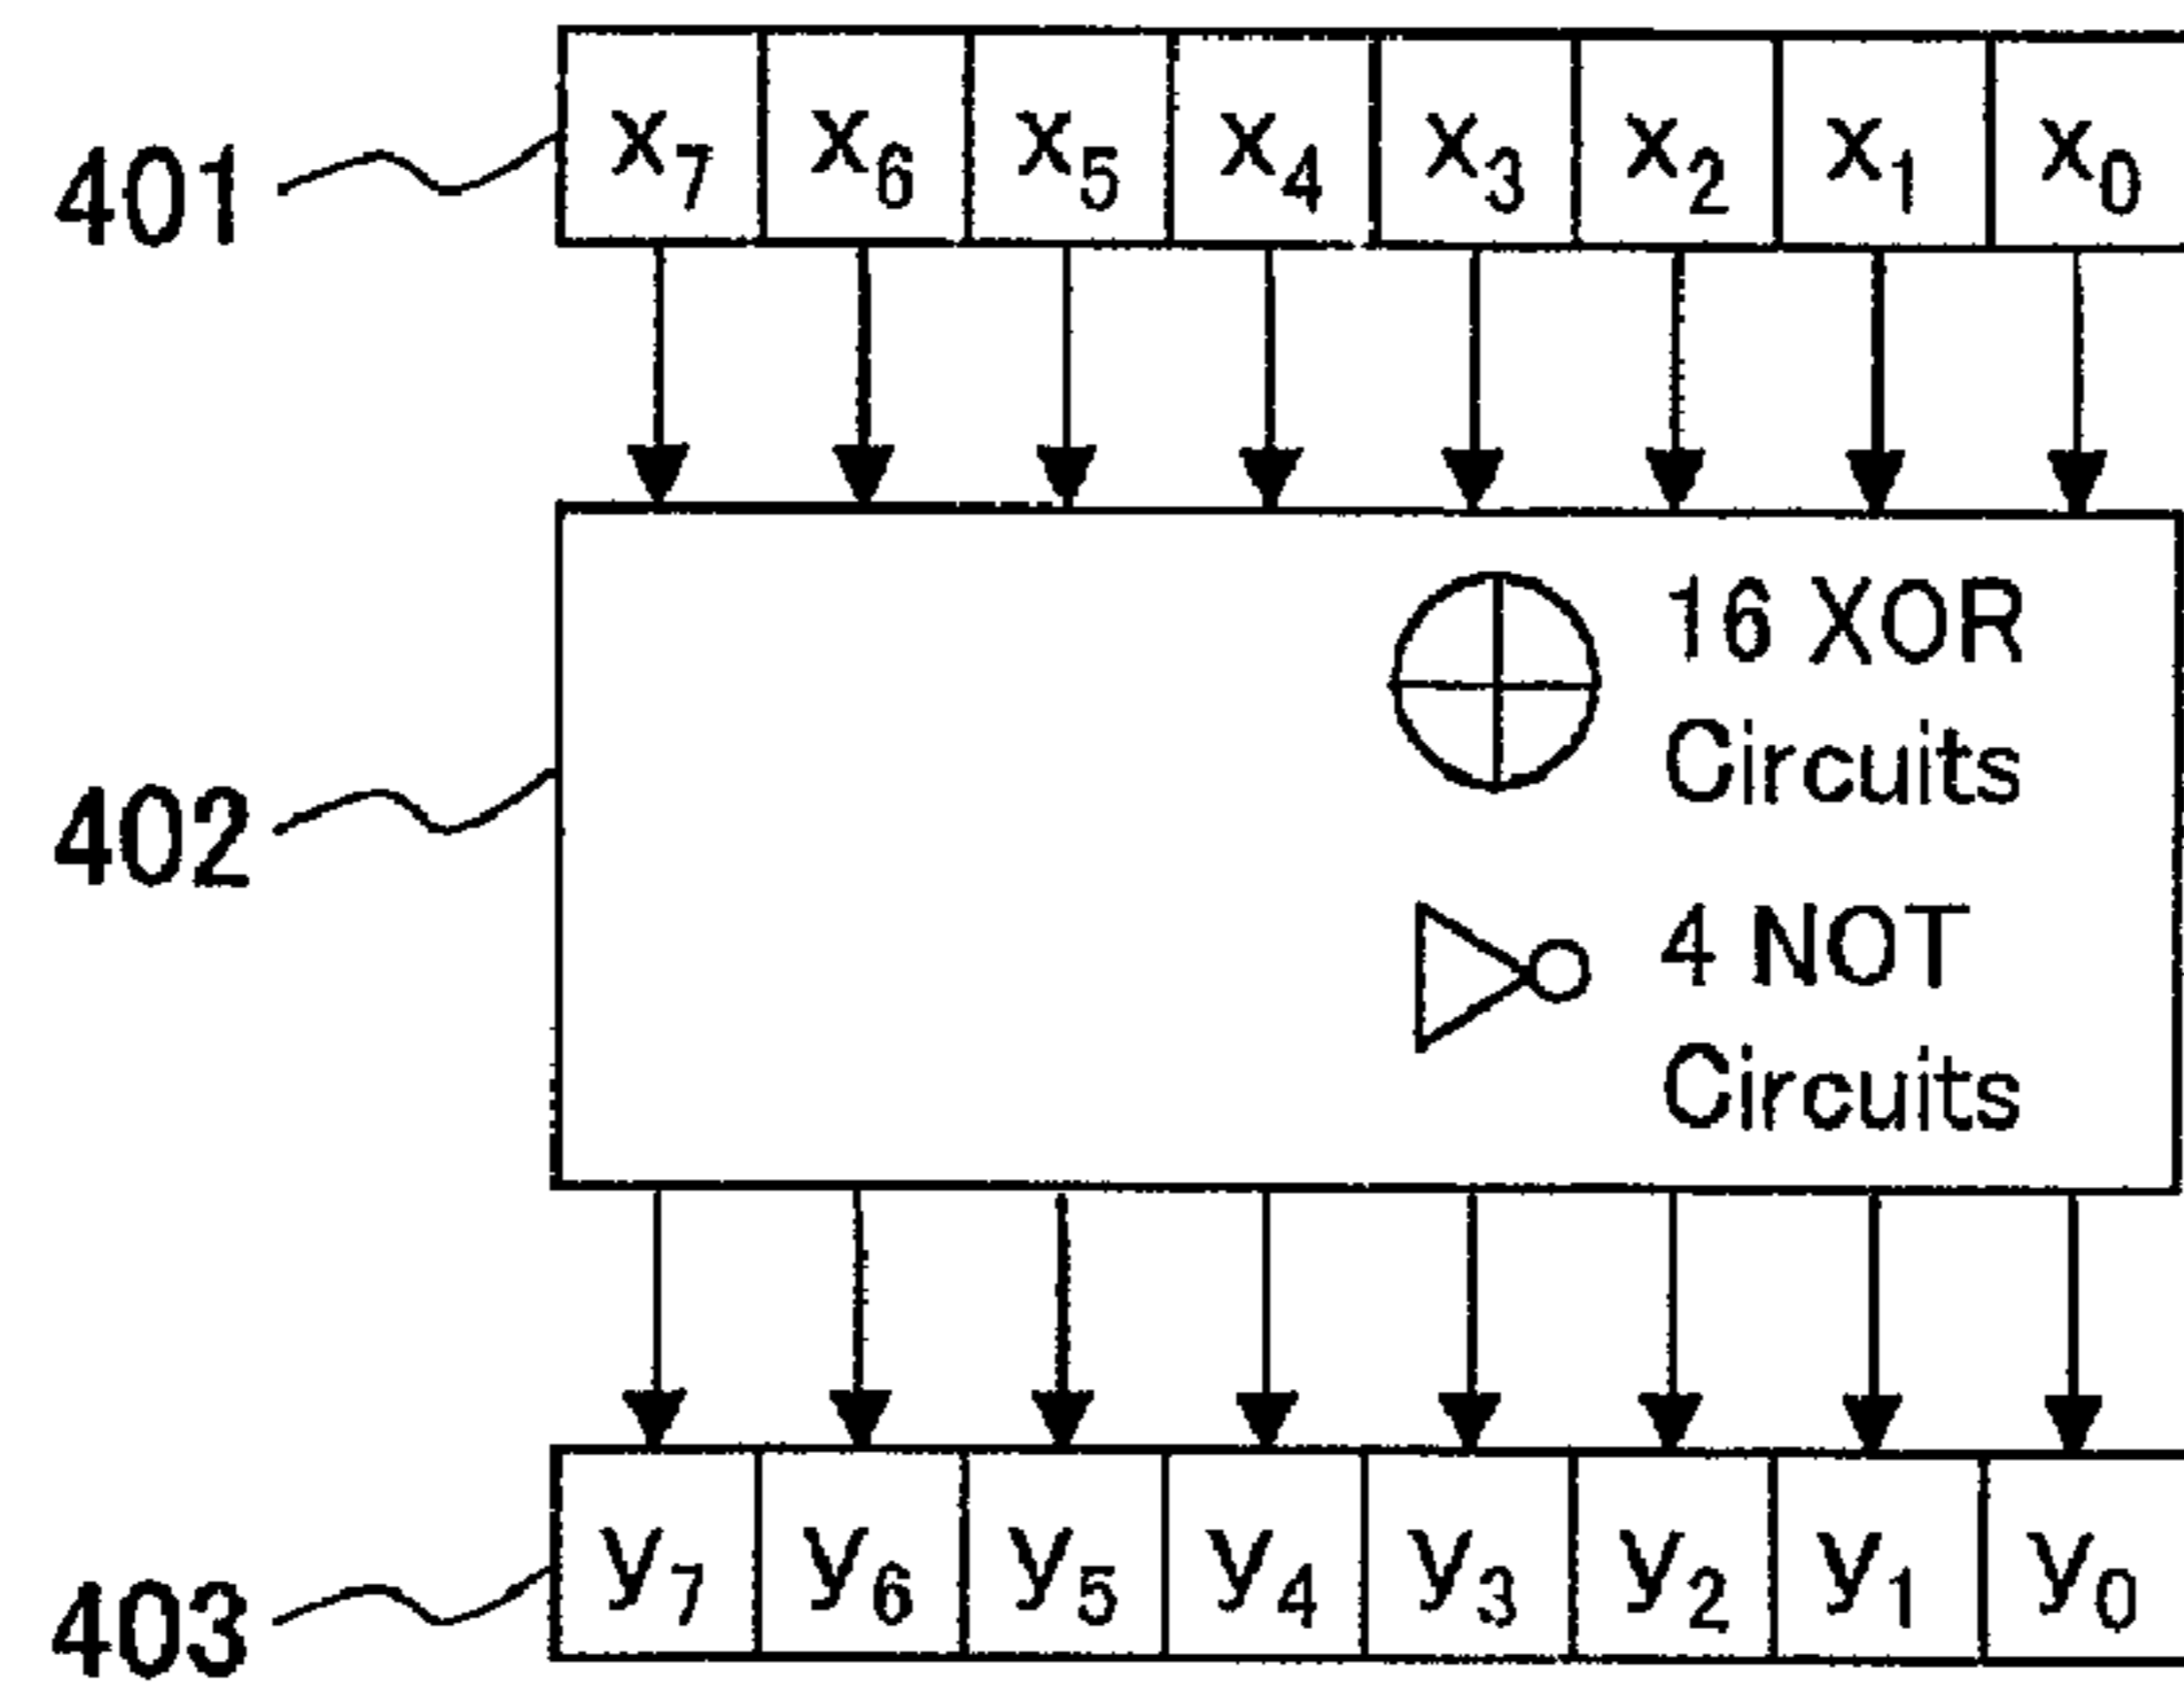 401 x7 x6 x5 x4 x3 x2 x1 x0
16 XOR
Circuits
402
4 NOT
Circuits
403 y7 y6 y5 y4 y3 y2 y1 y0